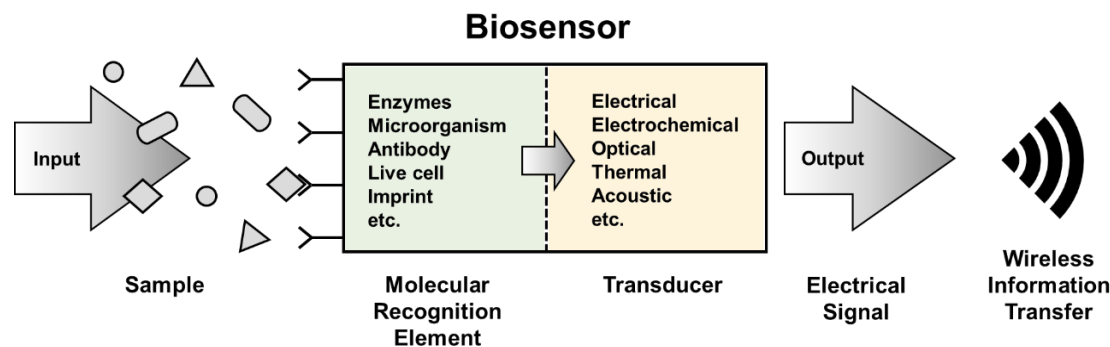 Biosensor
Input
Enzymes
Microorganism
Antibody
Live cell
Imprint
etc.
Electrical
Electrochemical
Optical
Thermal
Acoustic
etc.
Output
Sample
Molecular
Recognition
Element
Transducer
Electrical
Signal
Wireless
Information
Transfer